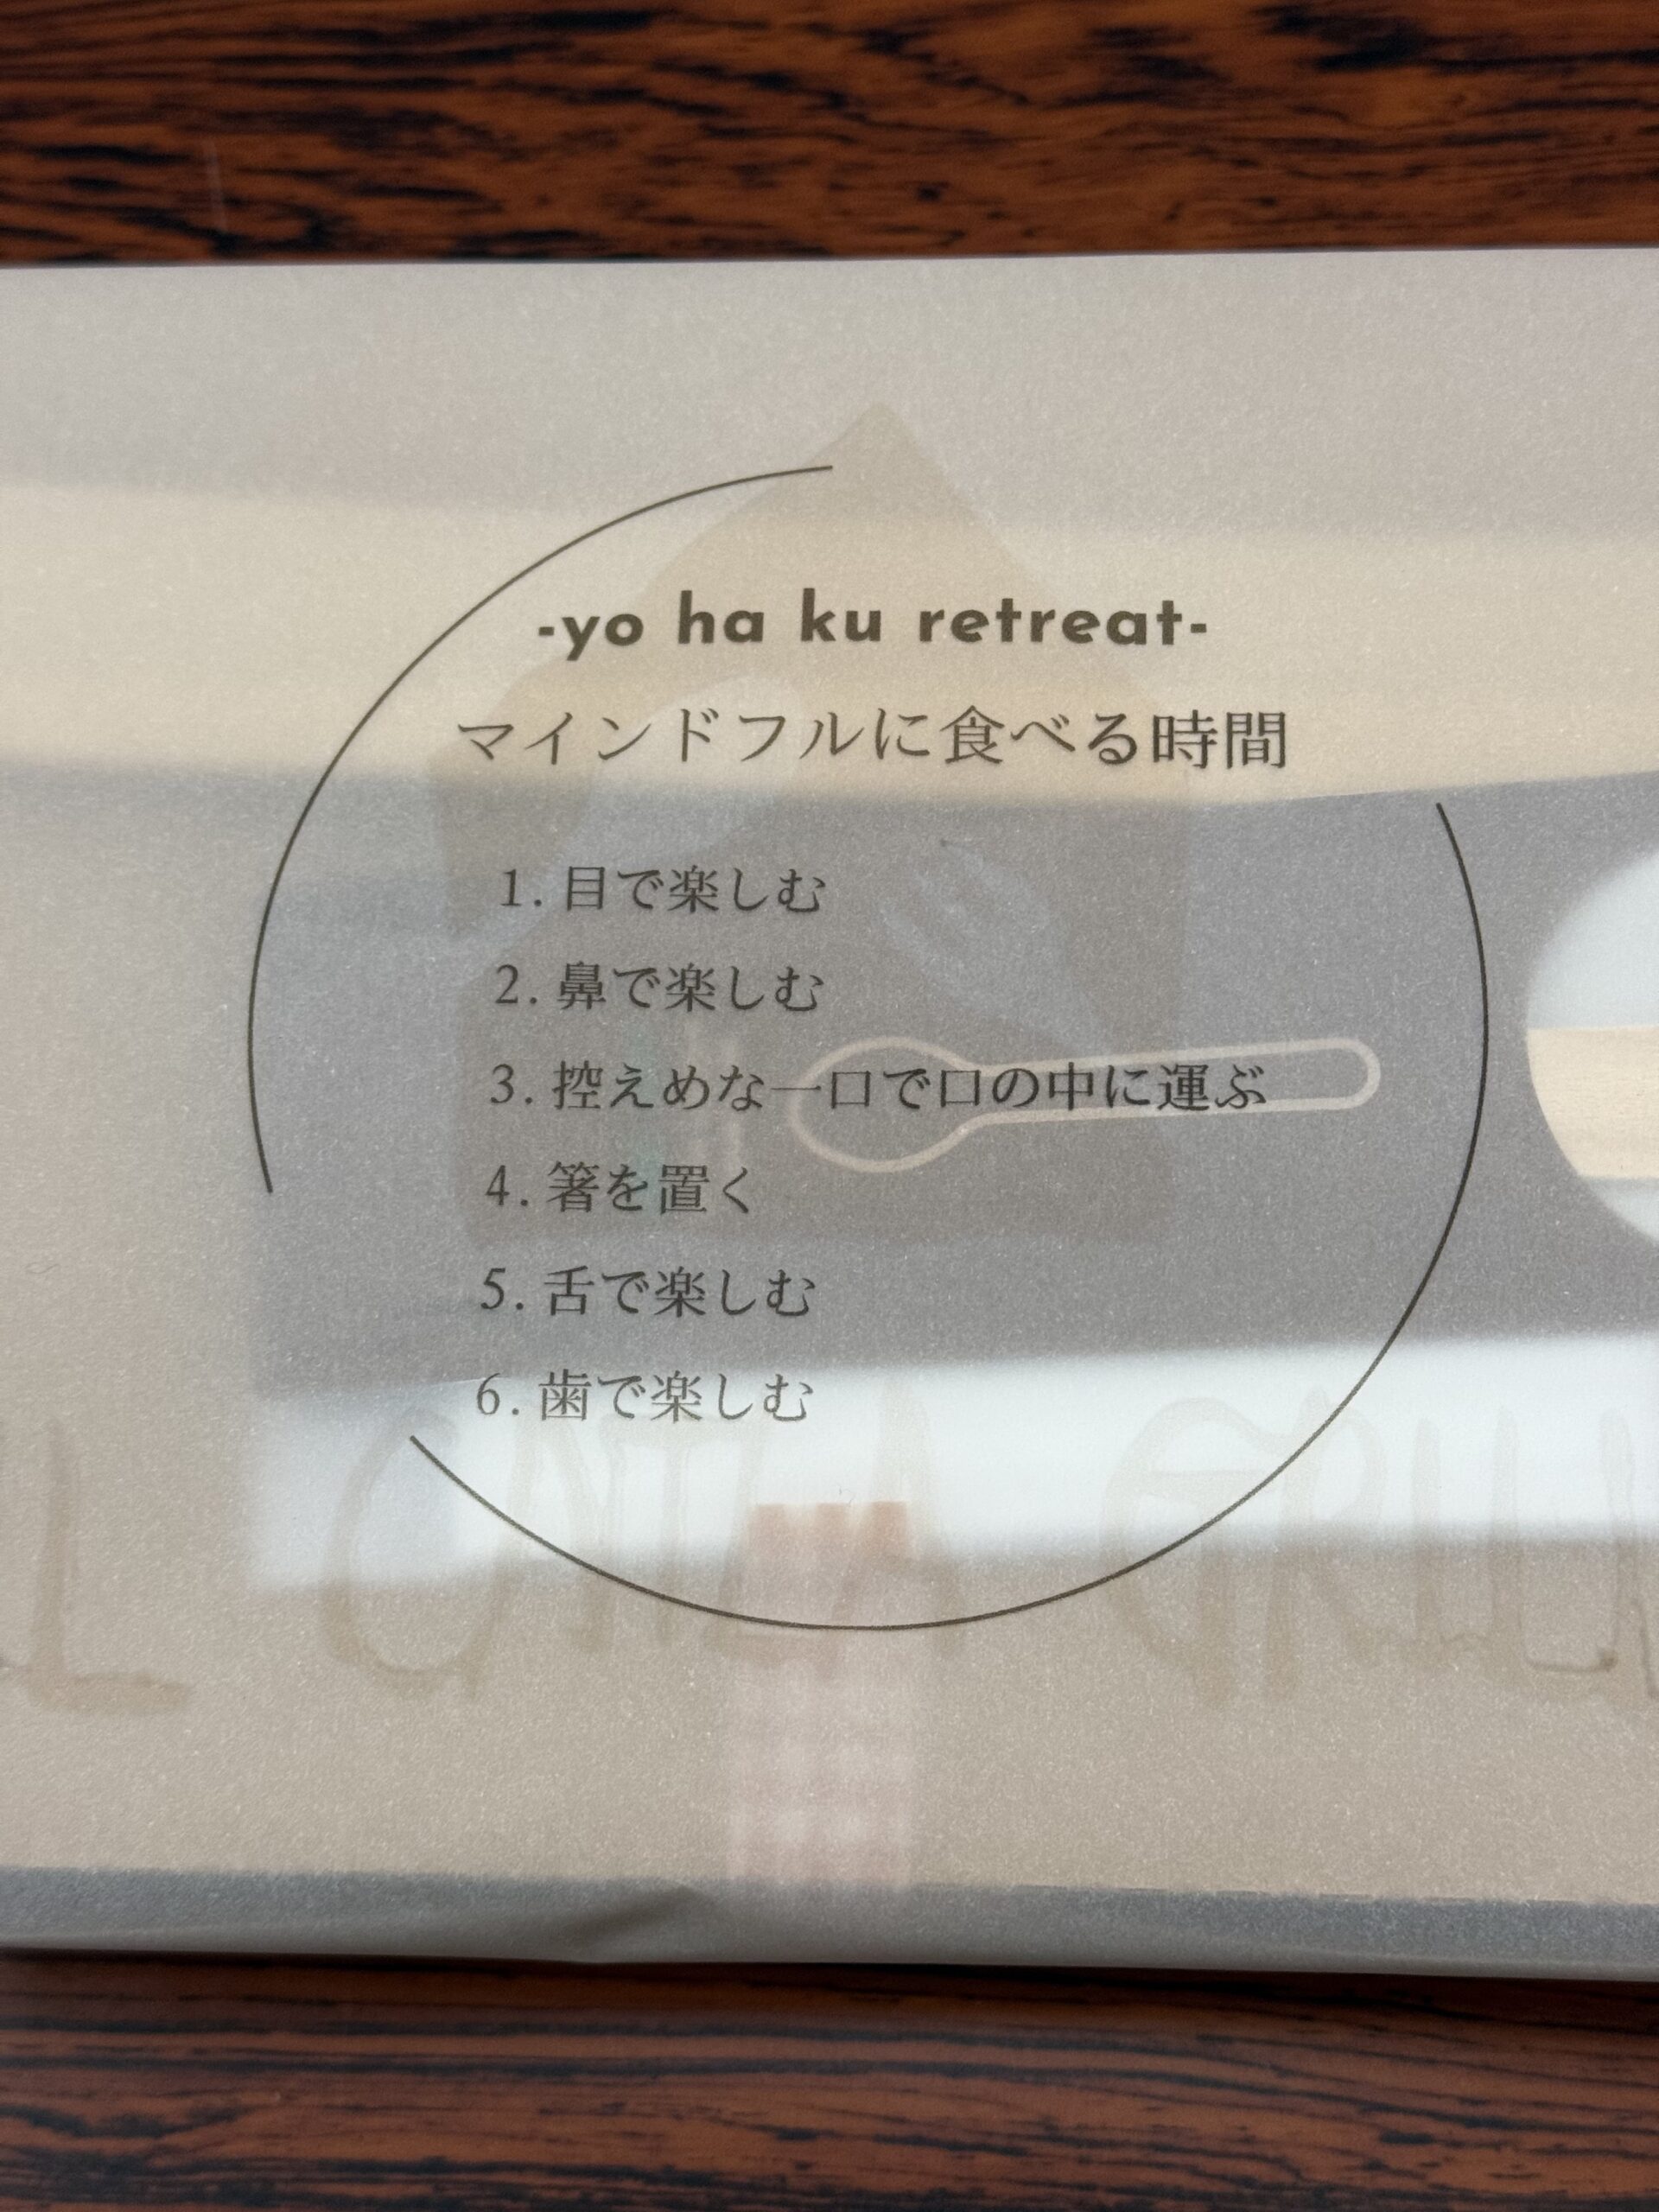 -yo ha ku retreat-
マインドフルに食べる時間
1. 目で楽しむ
2. 鼻で楽しむ
3. 控えめな一口で口の中に運ぶ
4. 箸を置く
5. 舌で楽しむ
6. 歯で楽しむ